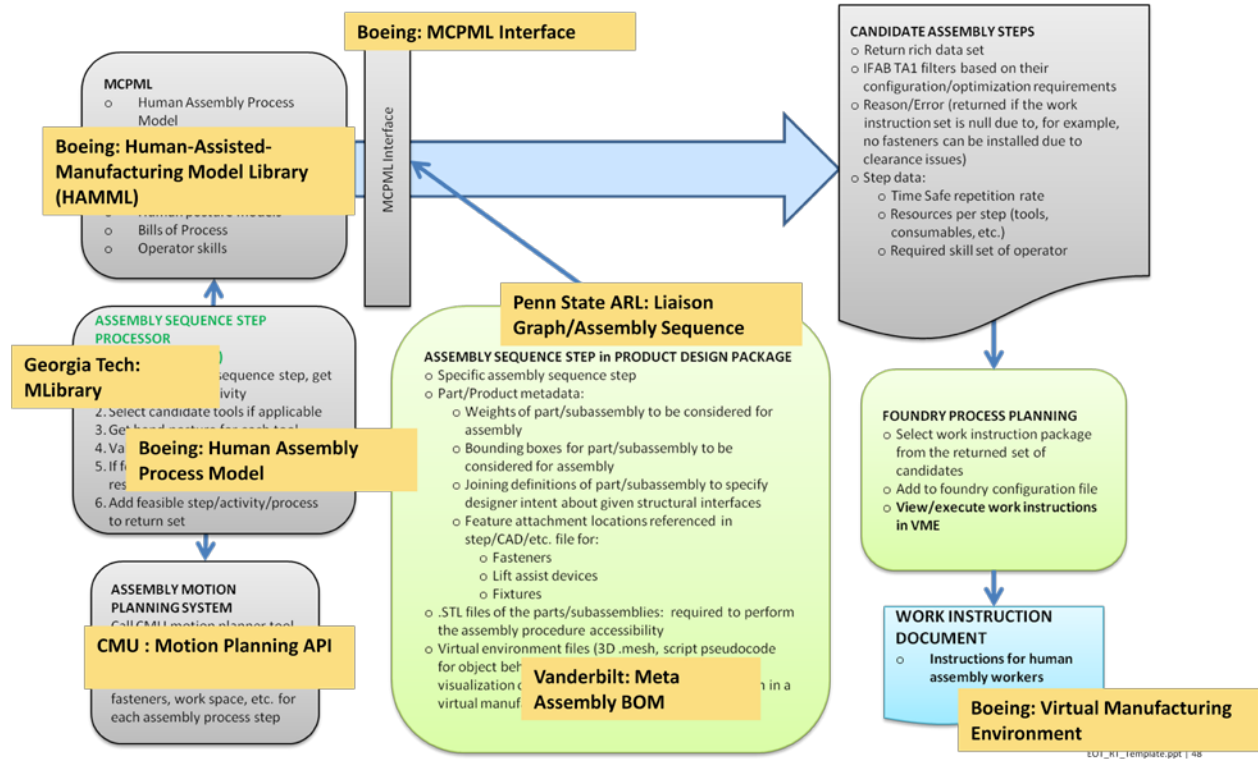 Boeing: MCPML Interface
MCPML
o Human Assembly Process
Model
Boeing: Human-Assisted-
Manufacturing Model Library
(HAMML)
o Bills of Process
o Operator skills
MCPML Interface
CANDIDATE ASSEMBLY STEPS
o Return rich data set
o IFAB TA1 filters based on their
configuration/optimization requirements
o Reason/Error (returned if the work
instruction set is null due to, for example,
no fasteners can be installed due to
clearance issues)
o Step data:
o Time Safe repetition rate
o Resources per step (tools,
consumables, etc.)
o Required skill set of operator
ASSEMBLY SEQUENCE STEP
PROCESSOR
Georgia Tech:
MLibrary
sequence step, get
2. Select candidate tools if applicable
3. Get
4.
Boeing: Human Assembly
Process Model
5. If
6. Add feasible step/activity/process
to return set
ASSEMBLY MOTION
PLANNING SYSTEM
Call CMU motion planner tool
CMU : Motion Planning API
fasteners, work space, etc. for
each assembly process step
Penn State ARL: Liaison
Graph/Assembly Sequence
ASSEMBLY SEQUENCE STEP in PRODUCT DESIGN PACKAGE
o Specific assembly sequence step
o Part/Product metadata:
o Weights of part/subassembly to be considered for
assembly
o Bounding boxes for part/subassembly to be
considered for assembly
o Joining definitions of part/subassembly to specify
designer intent about given structural interfaces
o Feature attachment locations referenced in
step/CAD/etc. file for:
o Fasteners
o Lift assist devices
o Fixtures
o .STL files of the parts/subassemblies: required to perform
the assembly procedure accessibility
o Virtual environment files (3D .mesh, script pseudocode
for object
visualization in a
virtual
Vanderbilt: Meta
Assembly BOM
FOUNDRY PROCESS PLANNING
o Select work instruction package
from the returned set of
candidates
o Add to foundry configuration file
o View/execute work instructions
in VME
WORK INSTRUCTION
DOCUMENT
o Instructions for human
assembly workers
Boeing: Virtual Manufacturing
Environment
EOT_RT_Template.ppt | 48